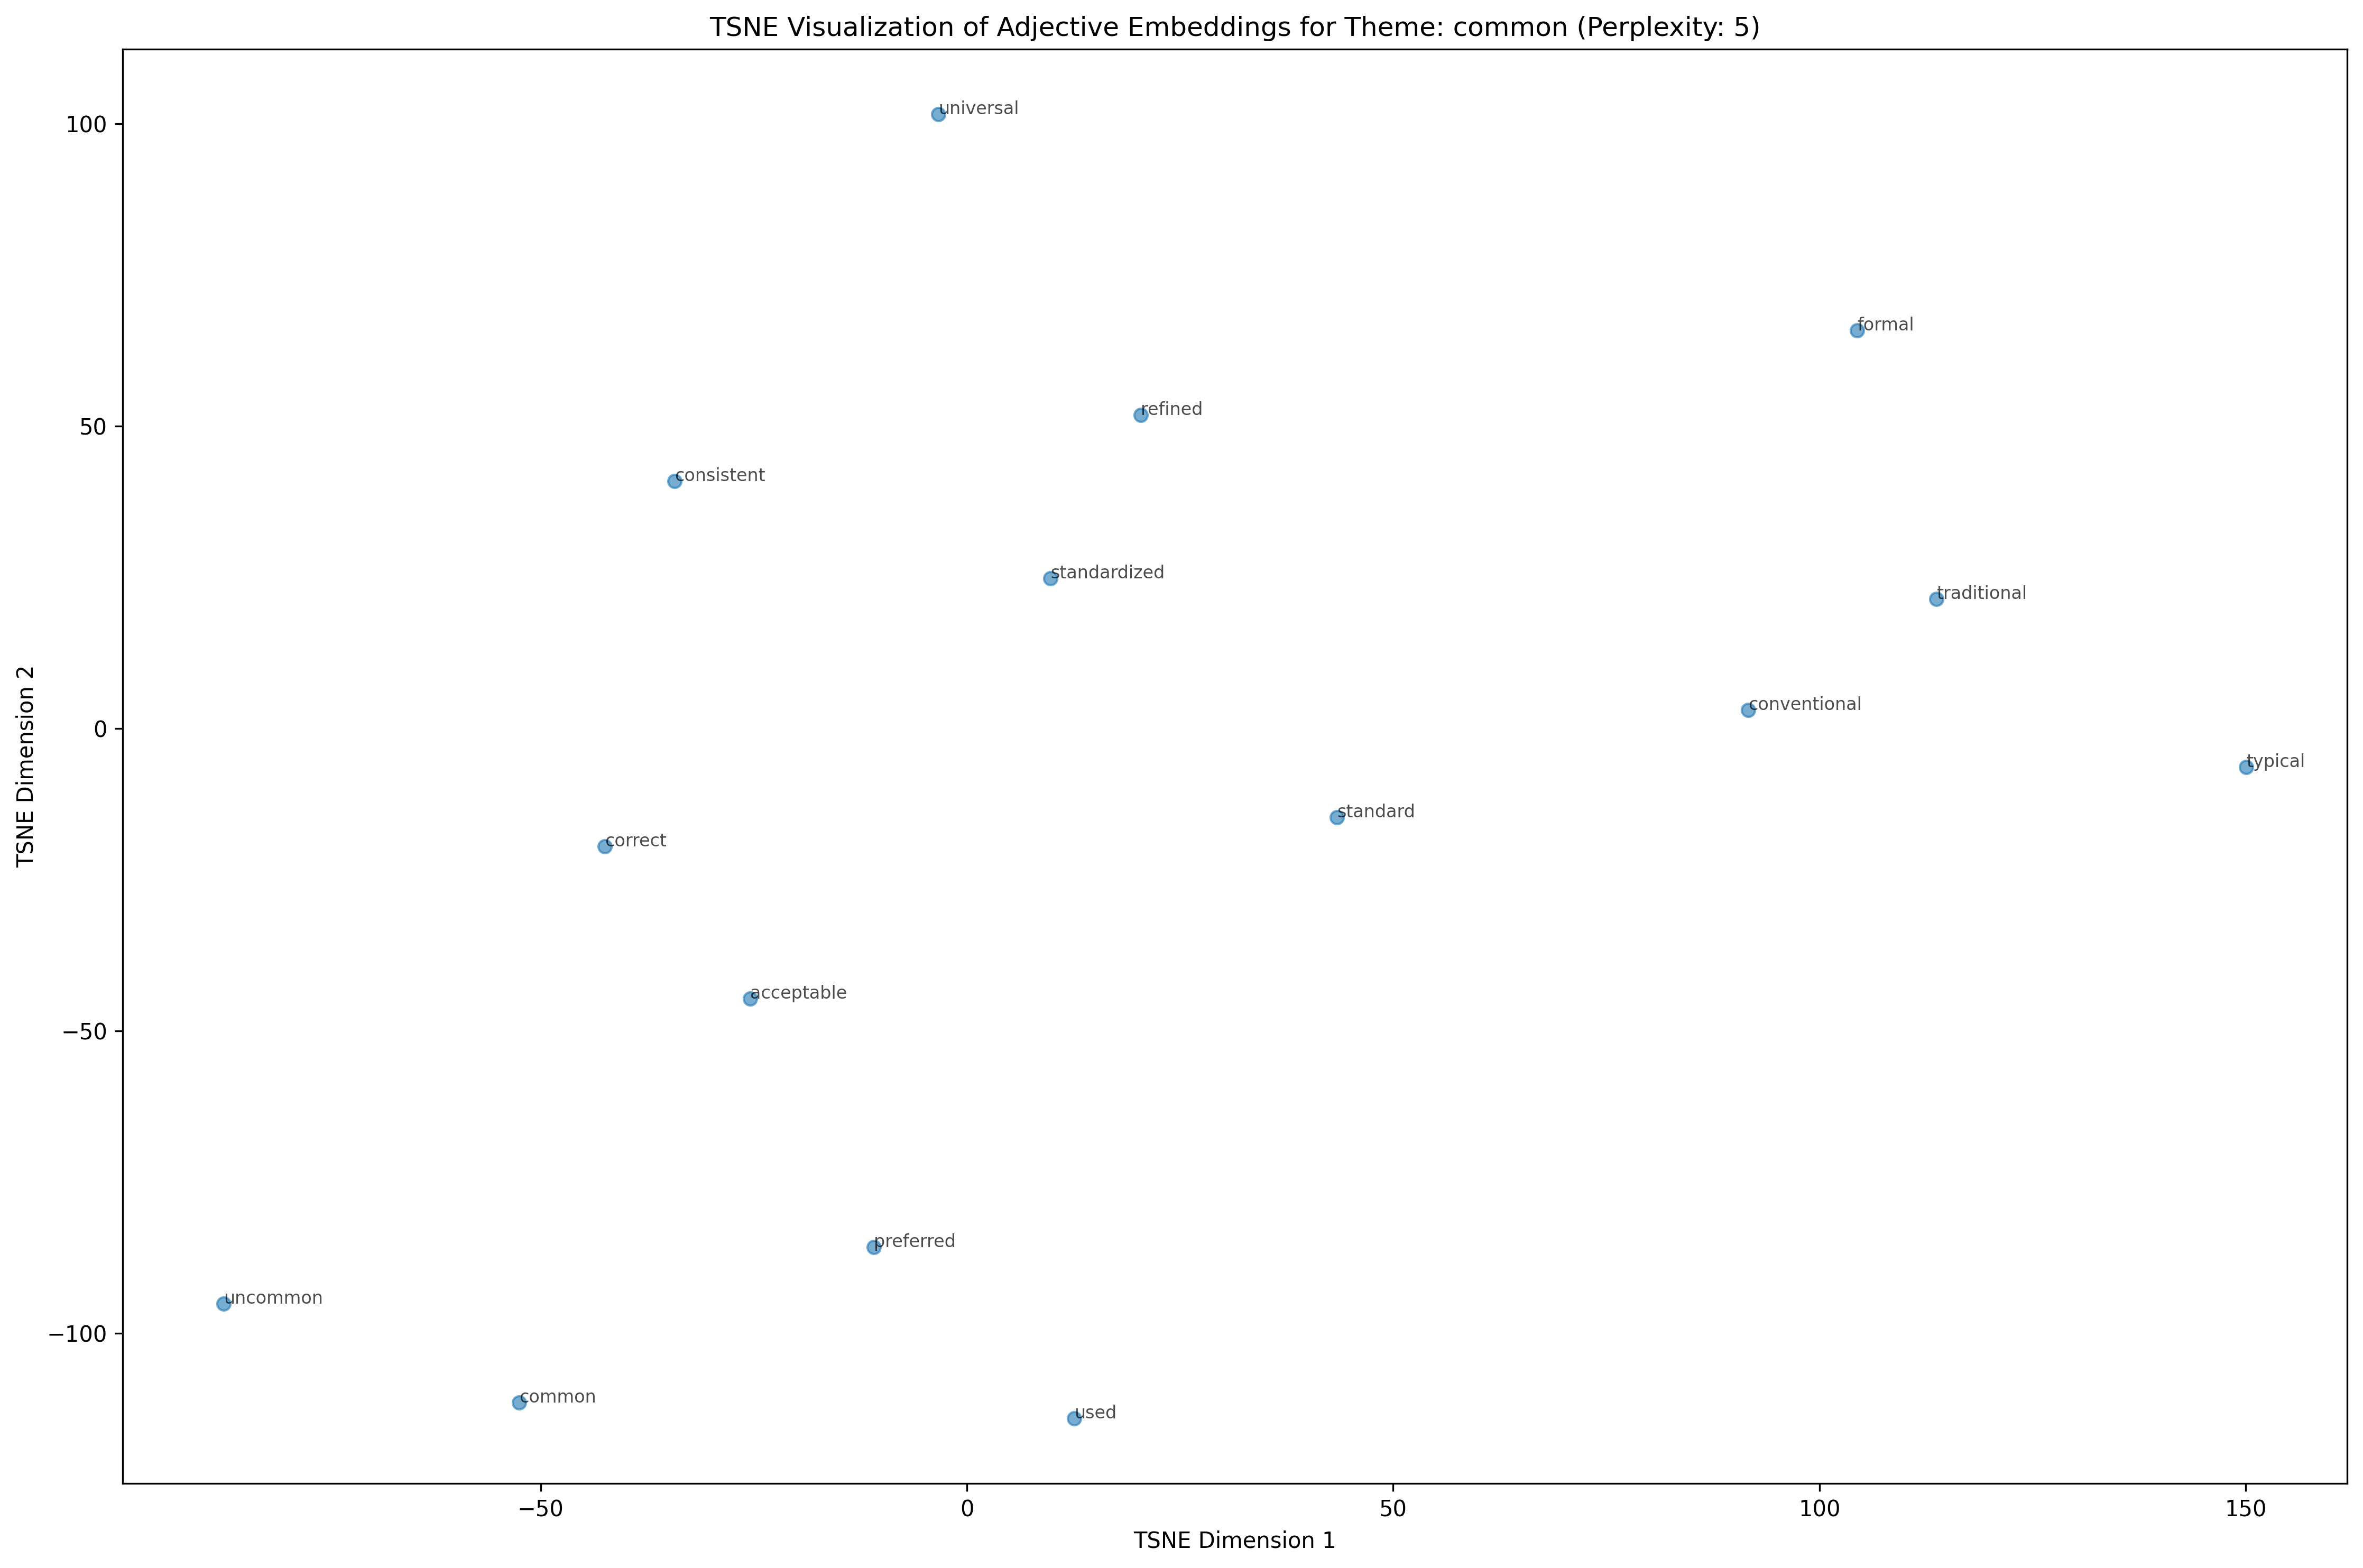 TSNE Visualization of Adjective Embeddings for Theme: common (Perplexity: 5)
universal
formal
refined
consistent
standardized
traditional
conventional
typical
standard
correct
acceptable
preferred
uncommon
common
used
100
50
0
−50
−100
TSNE Dimension 2
−50
0
50
100
150
TSNE Dimension 1